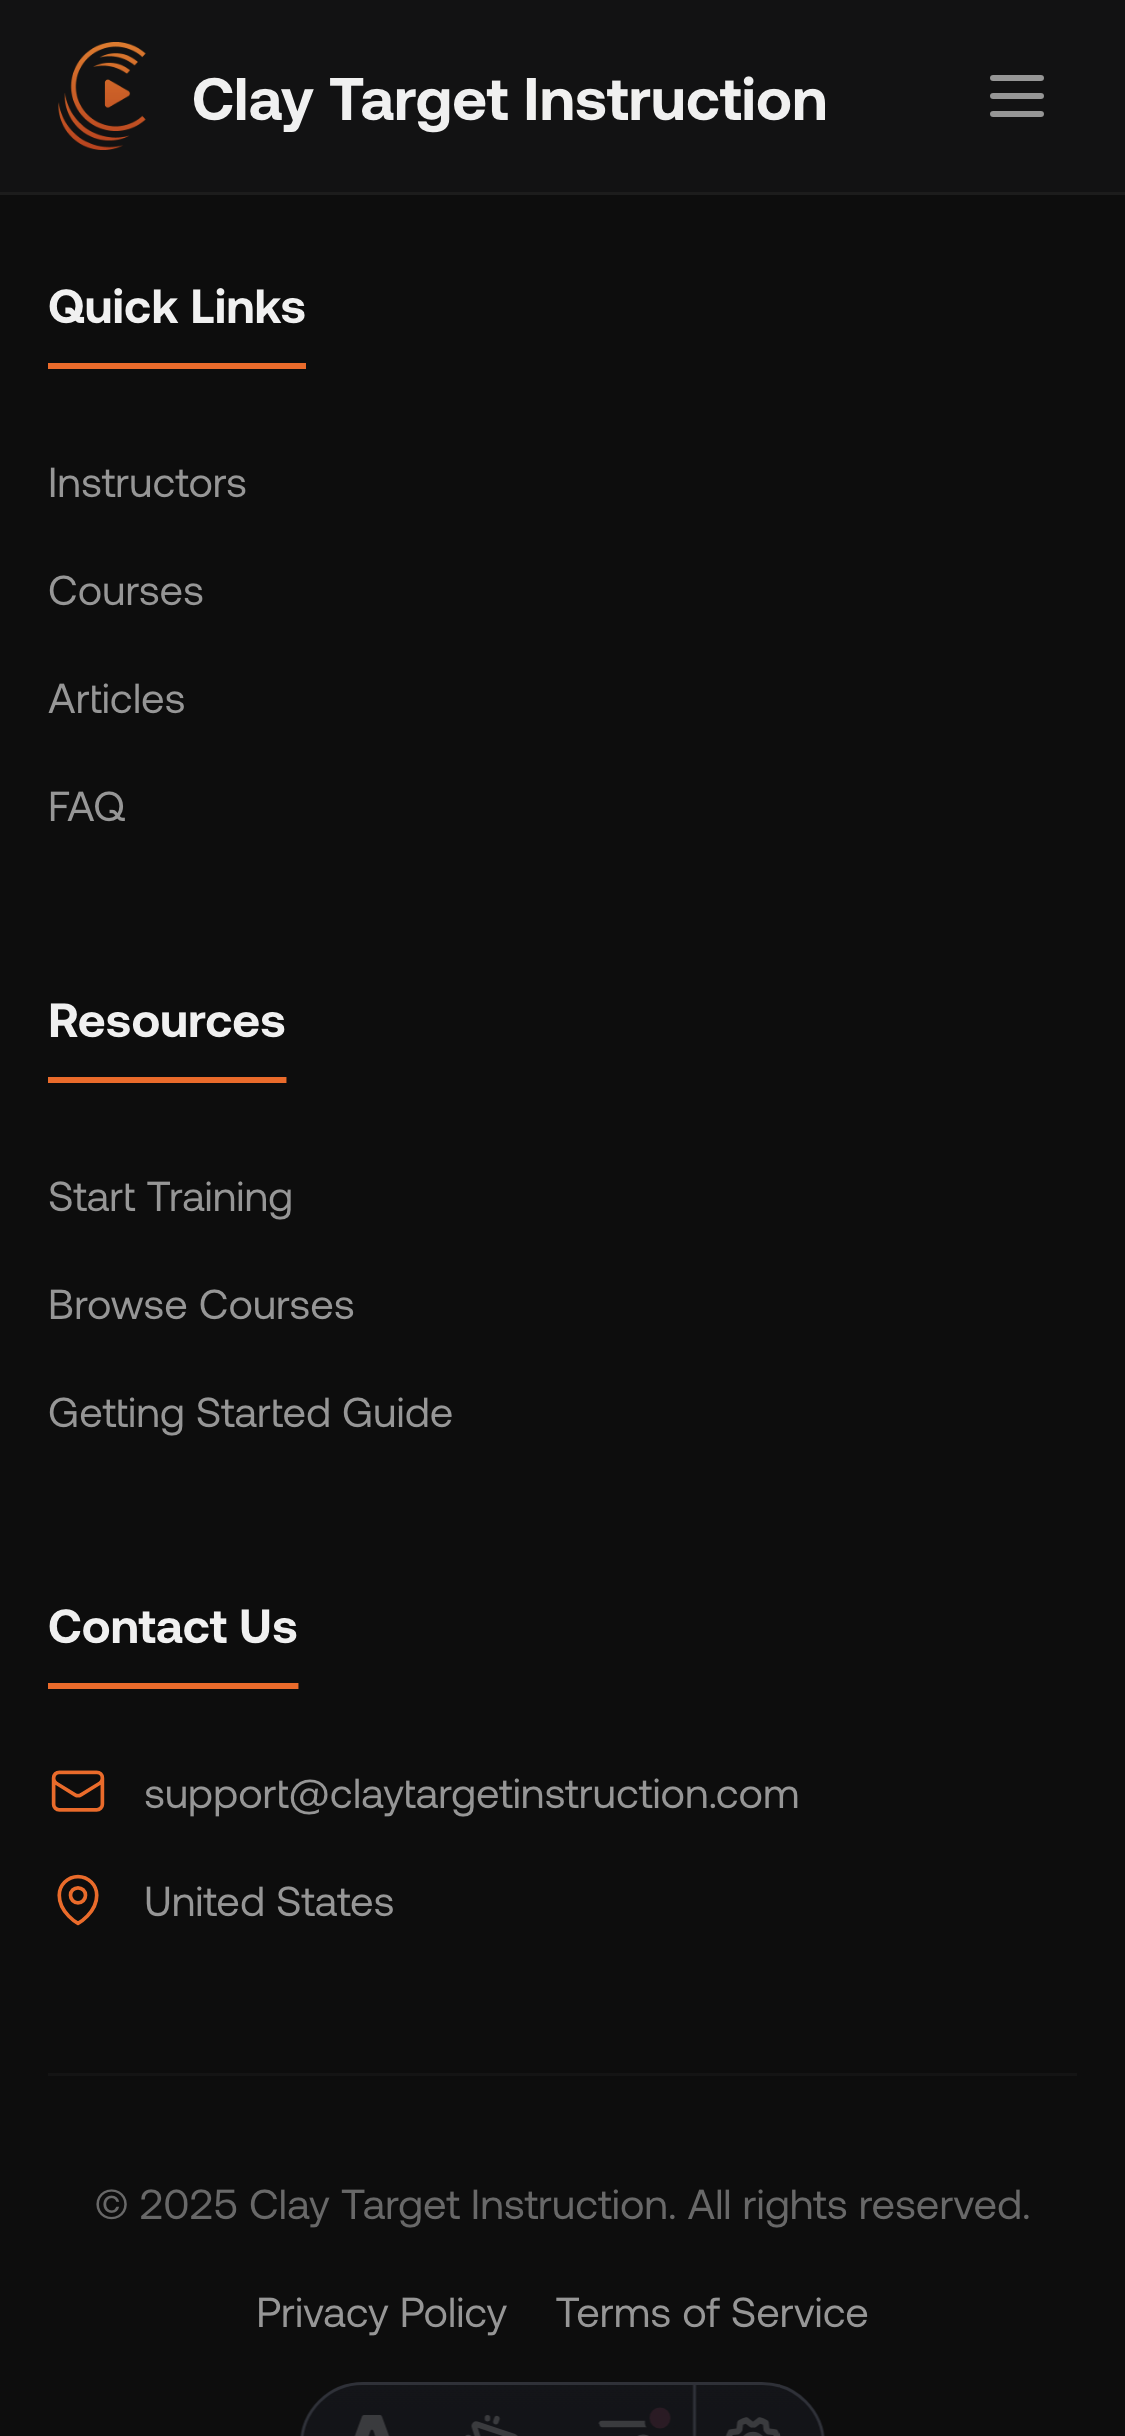 Clay Target Instruction
Quick Links
Instructors
Courses
Articles
FAQ
Resources
Start Training
Browse Courses
Getting Started Guide
Contact Us
support@claytargetinstruction.com
United States
© 2025 Clay Target Instruction. All rights reserved.
Privacy Policy Terms of Service